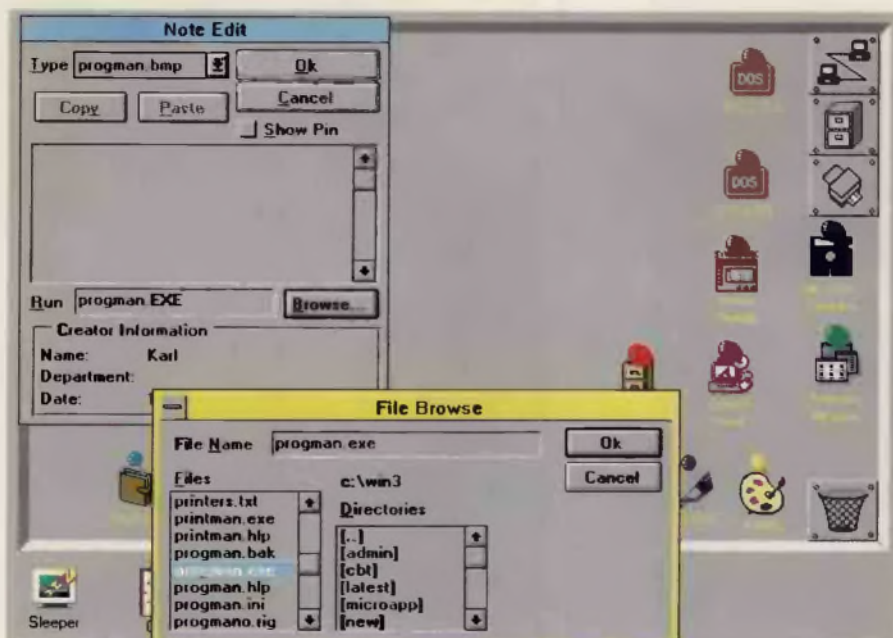 Note Edit
Type progman.bmp Ok
Copy Paste Cancel
Show Pin
Run progman.EXE Browse...
Creator Information
Name: Karl
Department:
Date:
DOS
DOS
File Browse
File Name progman.exe Ok
Cancel
Files c:\win3
Directories
printers.txt
printman.exe
printman.hlp
progman.bak
progman.exe
progman.hlp
progman.ini
progmano.rig
[..]
[admin]
[cbt]
[latest]
[microapp]
[new]
Sleeper